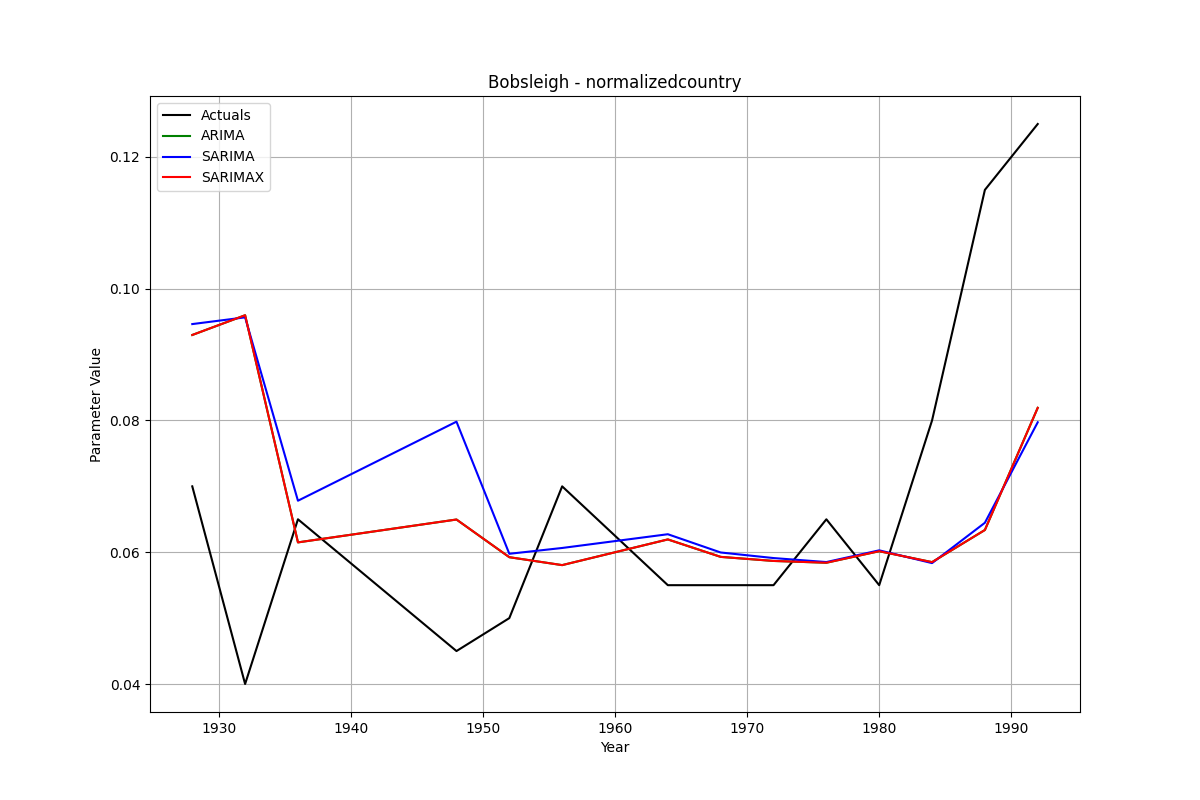 Bobsleigh - normalizedcountry
Actuals
ARIMA
SARIMA
SARIMAX
Parameter Value
0.12
0.10
0.08
0.06
0.04
1930 1940 1950 1960 1970 1980 1990
Year